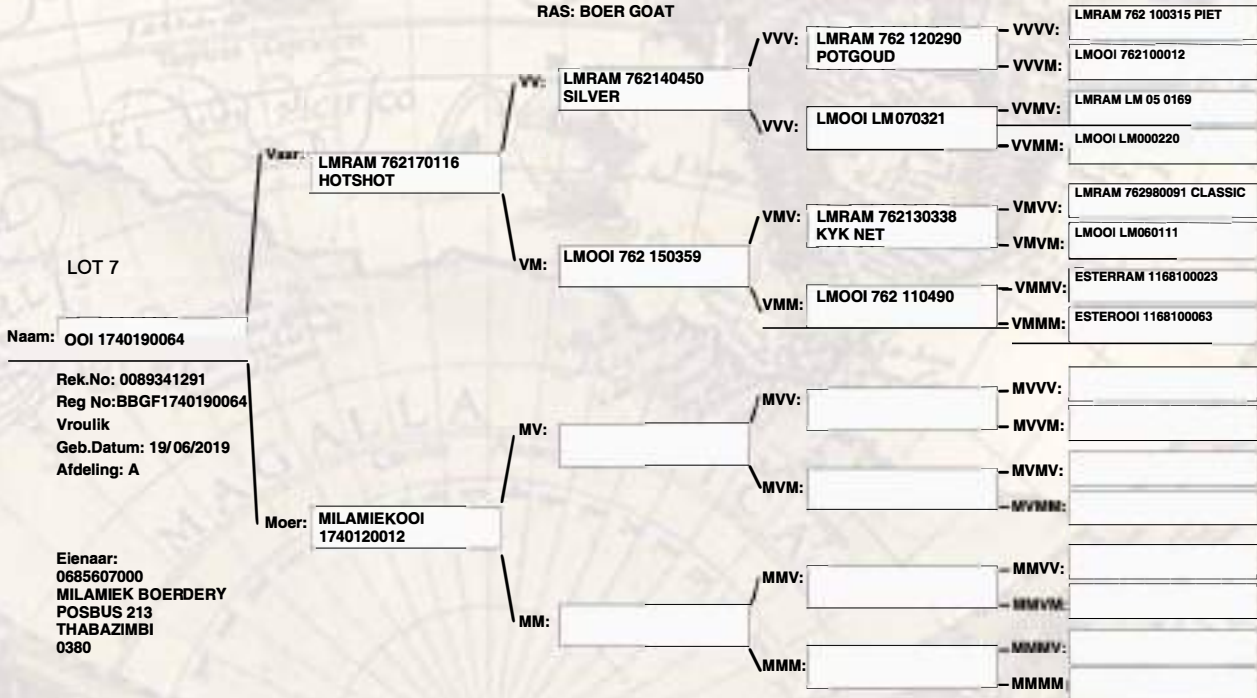 RAS: BOER GOAT
LOT 7
Naam: OOI 1740190064
Rek.No: 0089341291
Reg No:BBGF1740190064
Vroulik
Geb.Datum: 19/06/2019
Afdeling: A
Eienaar:
0685607000
MILAMIEK BOERDERY
POSBUS 213
THABAZIMBI
0380
Vaar: LMRAM 762170116
HOTSHOT
Moer: MILAMIEKOOI
1740120012
VV: LMRAM 762140450
SILVER
VM: LMOOI 762 150359
MV:
MM:
VVV: LMRAM 762 120290
POTGOUD
VVV: LMOOI LM070321
VMV: LMRAM 762130338
KYK NET
VMM: LMOOI 762 110490
MVV:
MVM:
MMV:
MMM:
VVVV: LMRAM 762 100315 PIET
VVVM: LMOOI 762100012
VVMV: LMRAM LM 05 0169
VVMM: LMOOI LM000220
VMVV: LMRAM 762980091 CLASSIC
VMVM: LMOOI LM060111
VMMV: ESTERRAM 1168100023
VMMM: ESTEROOI 1168100063
MVVV:
MVVM:
MVMV:
MVMM:
MMVV:
MMVM:
MMMV:
MMMM